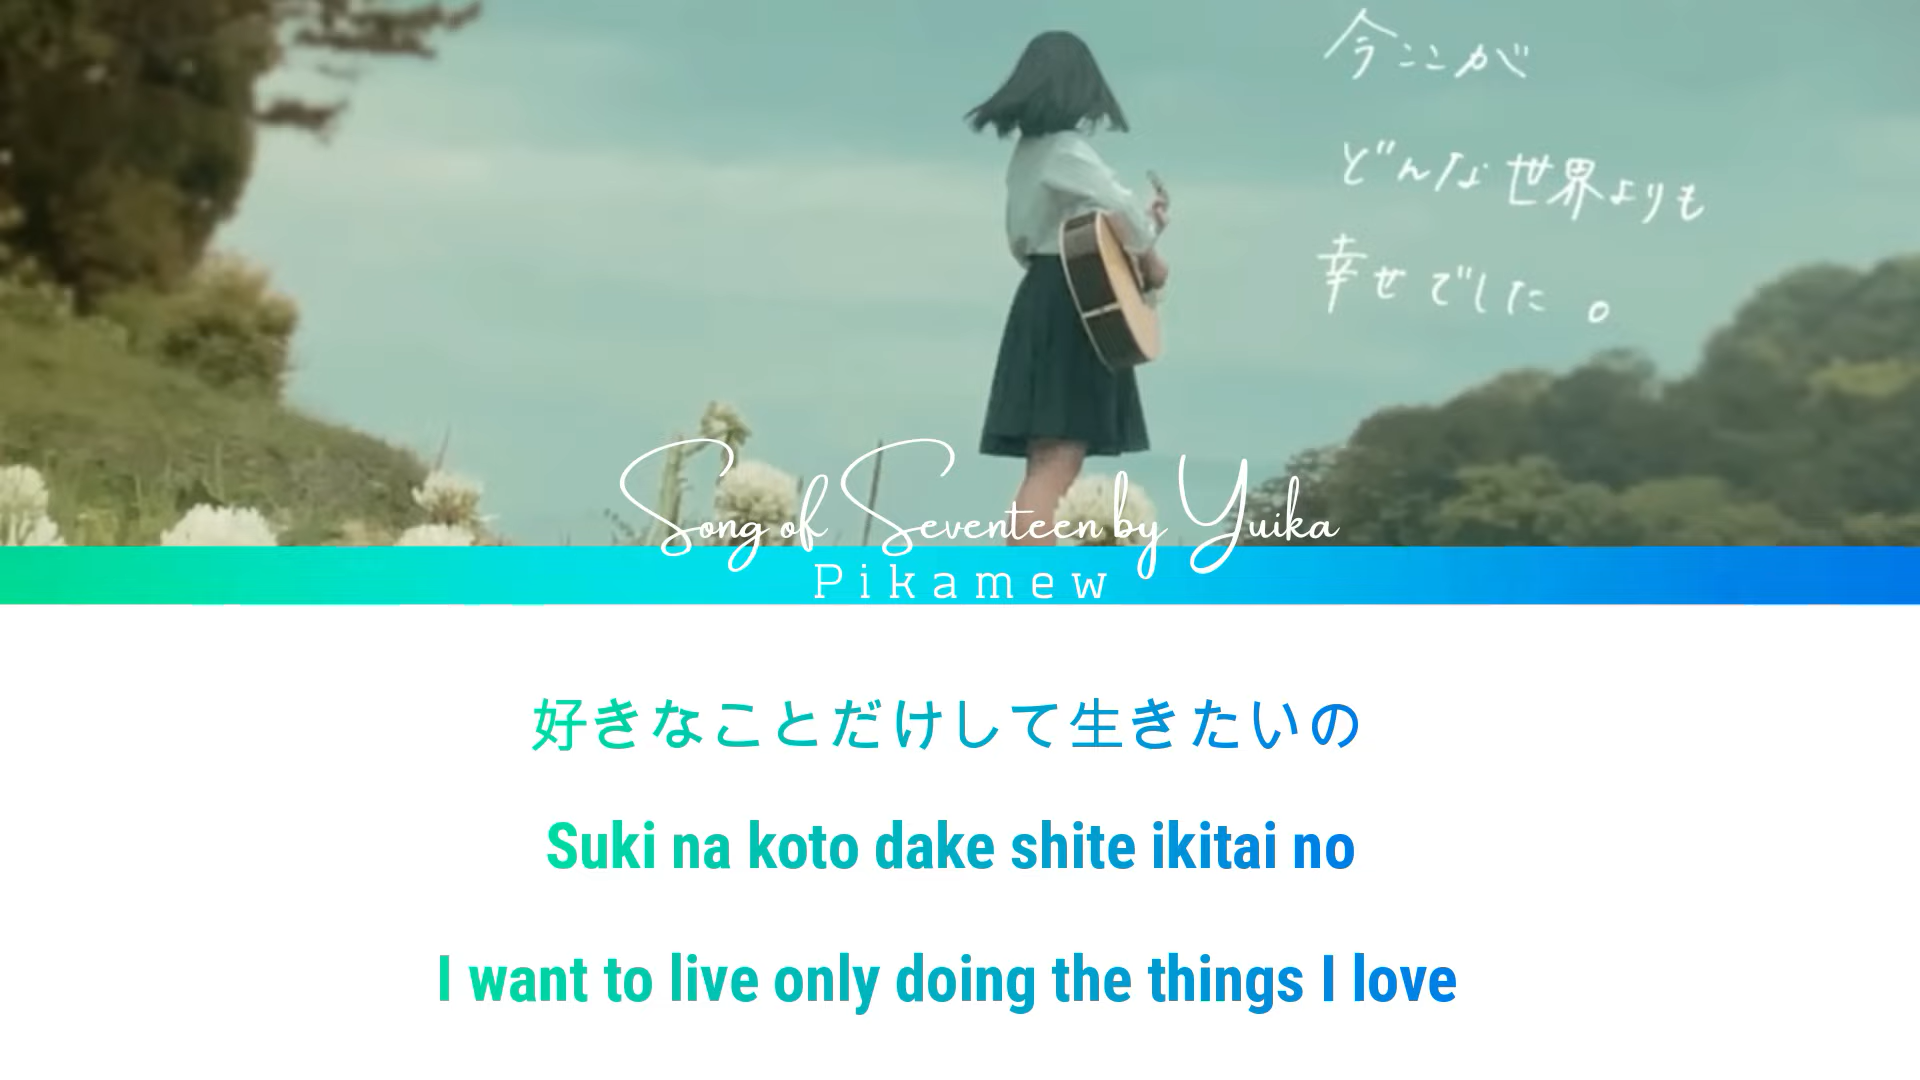 今ここが
どんな世界よりも
幸せでした。
Song of Seventeen by Yuika
Pikamew
好きなことだけして生きたいの
Suki na koto dake shite ikitai no
I want to live only doing the things I love